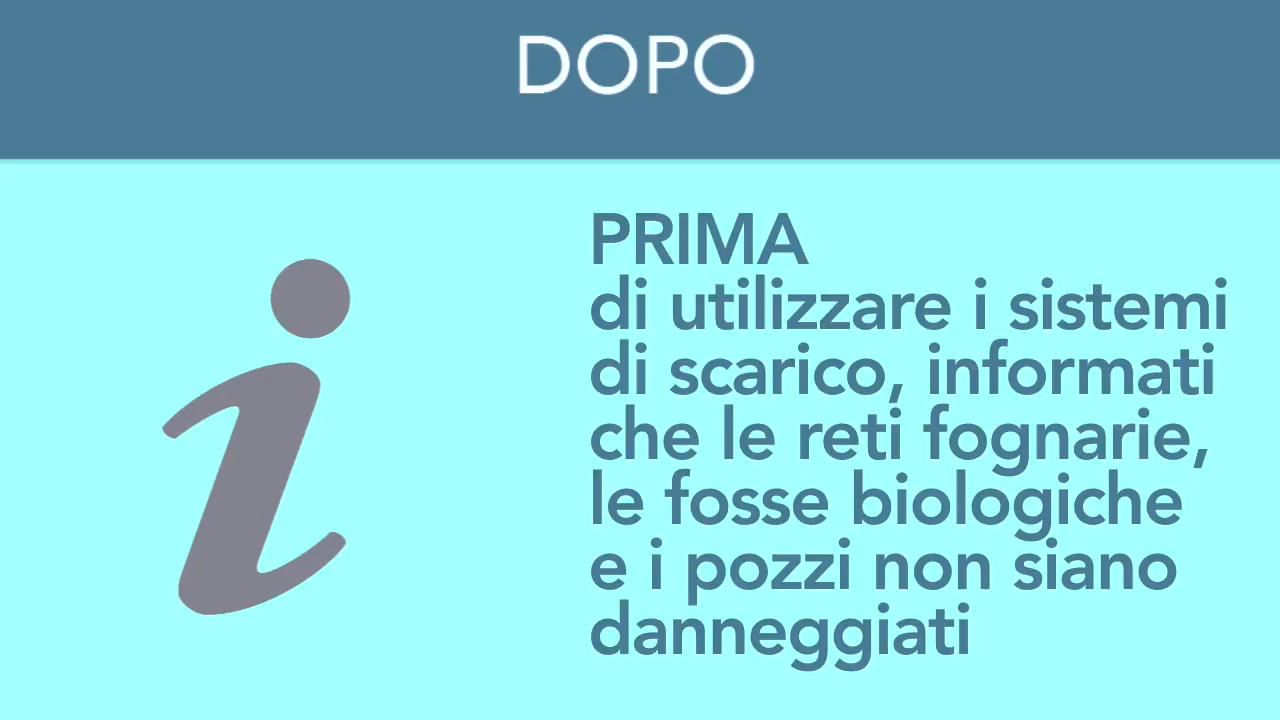 DOPO
PRIMA
di utilizzare i sistemi
di scarico, informati
che le reti fognarie,
le fosse biologiche
e i pozzi non siano
danneggiati